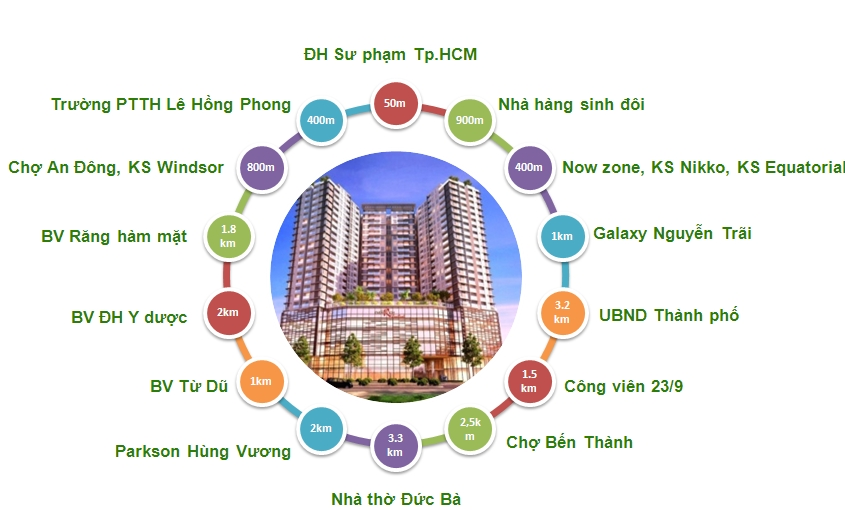 ĐH Sư phạm Tp.HCM
50m
Nhà hàng sinh đôi
900m
Now zone, KS Nikko, KS Equatorial
400m
Galaxy Nguyễn Trãi
1km
UBND Thành phố
3.2
km
Công viên 23/9
1.5
km
Chợ Bến Thành
2,5k
m
Nhà thờ Đức Bà
3.3
km
Parkson Hùng Vương
2km
BV Từ Dũ
1km
BV ĐH Y dược
2km
BV Răng hàm mặt
1.8
km
Chợ An Đông, KS Windsor
800m
Trường PTTH Lê Hồng Phong
400m